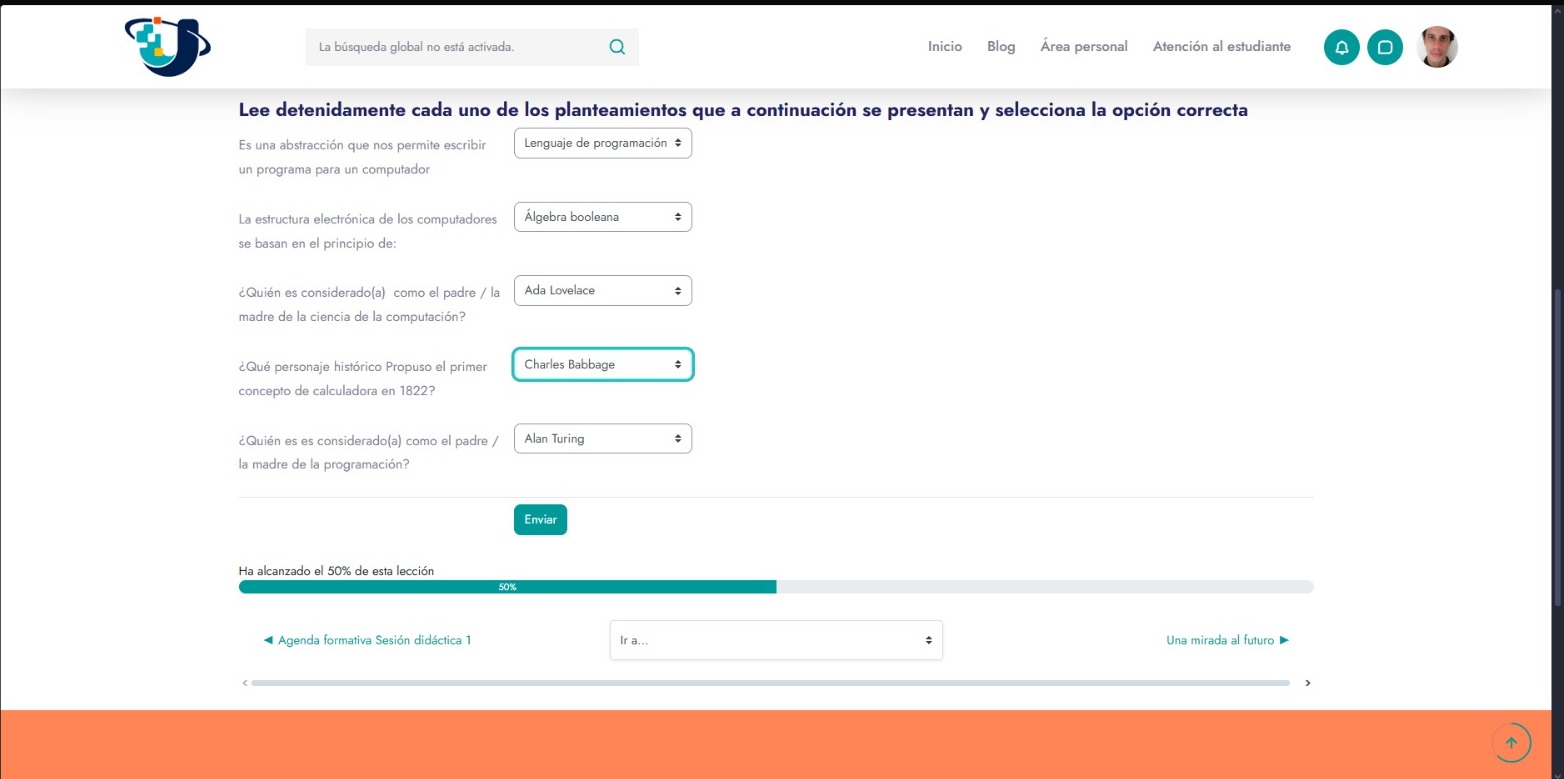 La búsqueda global no está activada.
Inicio
Blog
Área personal
Atención al estudiante
Lee detenidamente cada uno de los planteamientos que a continuación se presentan y selecciona la opción correcta
Es una abstracción que nos permite escribir
un programa para un computador
Lenguaje de programación
La estructura electrónica de los computadores
se basan en el principio de:
Álgebra booleana
¿Quién es considerado(a) como el padre / la
madre de la ciencia de la computación?
Ada Lovelace
¿Qué personaje histórico Propuso el primer
concepto de calculadora en 1822?
Charles Babbage
¿Quién es es considerado(a) como el padre /
la madre de la programación?
Alan Turing
Enviar
Ha alcanzado el 50% de esta lección
50%
◄ Agenda formativa Sesión didáctica 1
Ir a...
Una mirada al futuro ►